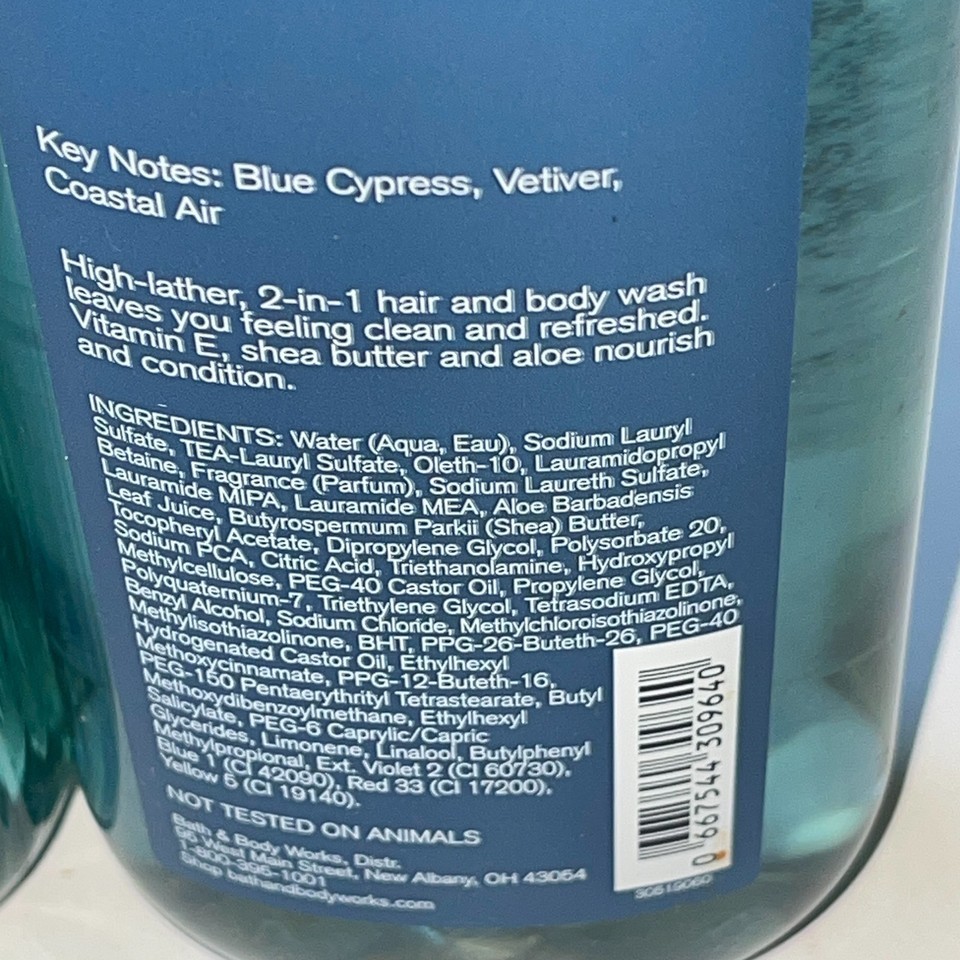 Key Notes: Blue Cypress, Vetiver,
Coastal Air
High-lather, 2-in-1 hair and body wash
leaves you feeling clean and refreshed.
Vitamin E, shea butter and aloe nourish
and condition.
INGREDIENTS: Water (Aqua, Eau), Sodium Lauryl
Sulfate, TEA-Lauryl Sulfate, Oleth-10, Lauramidopropyl
Betaine, Fragrance (Parfum), Sodium Laureth Sulfate,
Lauramide MIPA, Lauramide MEA, Aloe Barbadensis
Leaf Juice, Butyrospermum Parkii (Shea) Butter,
Tocopheryl Acetate, Dipropylene Glycol, Polysorbate 20,
Sodium PCA, Citric Acid, Triethanolamine, Hydroxypropyl
Methylcellulose, PEG-40 Castor Oil, Propylene Glycol,
Polyquaternium-7, Triethylene Glycol, Tetrasodium EDTA,
Benzyl Alcohol, Sodium Chloride, Methylchloroisothiazolinone,
Methylisothiazolinone, BHT, PPG-26-Buteth-26, PEG-40
Hydrogenated Castor Oil, Ethylhexyl
Methoxycinnamate, PPG-12-Buteth-16,
PEG-150 Pentaerythrityl Tetrastearate, Butyl
Methoxydibenzoylmethane, Ethylhexyl
Salicylate, PEG-6 Caprylic/Capric
Glycerides, Limonene, Linalool, Butylphenyl
Methylpropional, Ext. Violet 2 (CI 60730),
Blue 1 (CI 42090), Red 33 (CI 17200),
Yellow 5 (CI 19140).
NOT TESTED ON ANIMALS
Bath & Body Works, Distr.
95 West Main Street, New Albany, OH 43054
1-800-395-1001
Shop bathandbodyworks.com
0 667544 309640